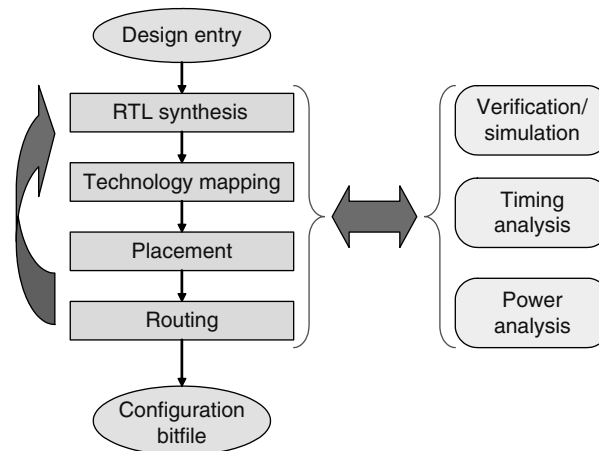 Design entry
RTL synthesis
Technology mapping
Placement
Routing
Configuration
bitfile
Verification/
simulation
Timing
analysis
Power
analysis